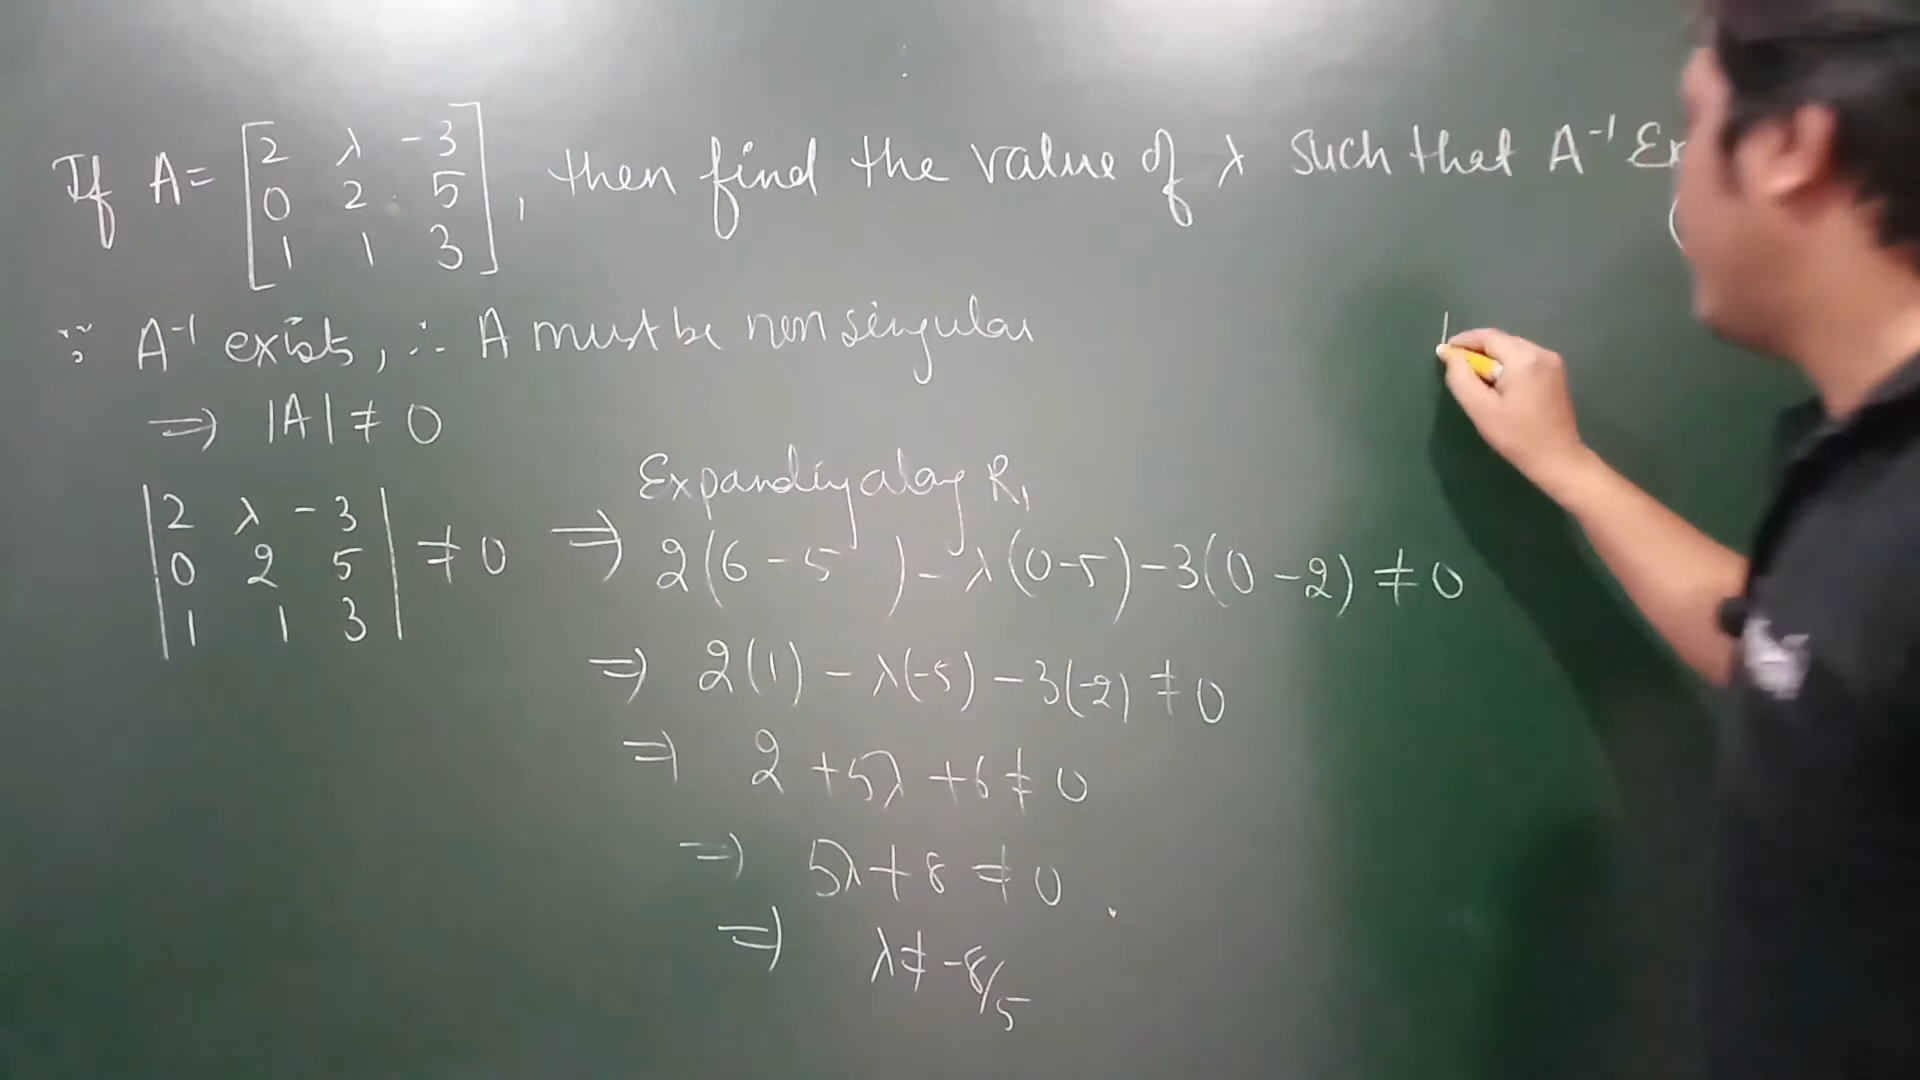 If A = [2 λ -3
0 2 5
1 1 3], then find the value of λ such that A⁻¹
∵ A⁻¹ exists, ∴ A must be non singular
⇒ |A| ≠ 0
Expanding along R₁
|2 λ -3
0 2 5
1 1 3| ≠ 0 ⇒ 2(6-5) - λ(0-5) - 3(0-2) ≠ 0
⇒ 2(1) - λ(-5) - 3(-2) ≠ 0
⇒ 2 + 5λ + 6 ≠ 0
⇒ 5λ + 8 ≠ 0
⇒ λ ≠ -8/5